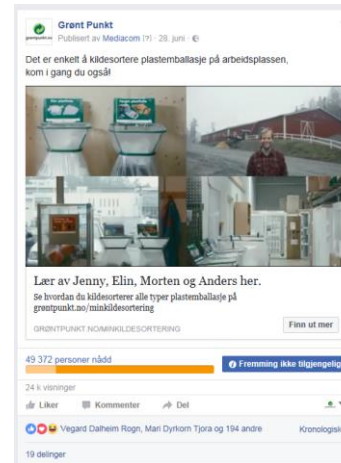 Grønt Punkt
Publisert av Mediacom [?] · 28. juni ·
Det er enkelt å kildesortere plastemballasje på arbeidsplassen,
kom i gang du også!
Lær av Jenny, Elin, Morten og Anders her.
Se hvordan du kildesorterer alle typer plastemballasje på
grøntpunkt.no/minkildesortering
GRØNTPUNKT.NO/MINKILDESORTERING
Finn ut mer
49 372 personer nådd
Fremming ikke tilgjengelig
24 k visninger
Liker Kommenter Del
Vegard Dalheim Rogn, Mari Dyrkorn Tjora og 194 andre
Kronologisk
19 delinger